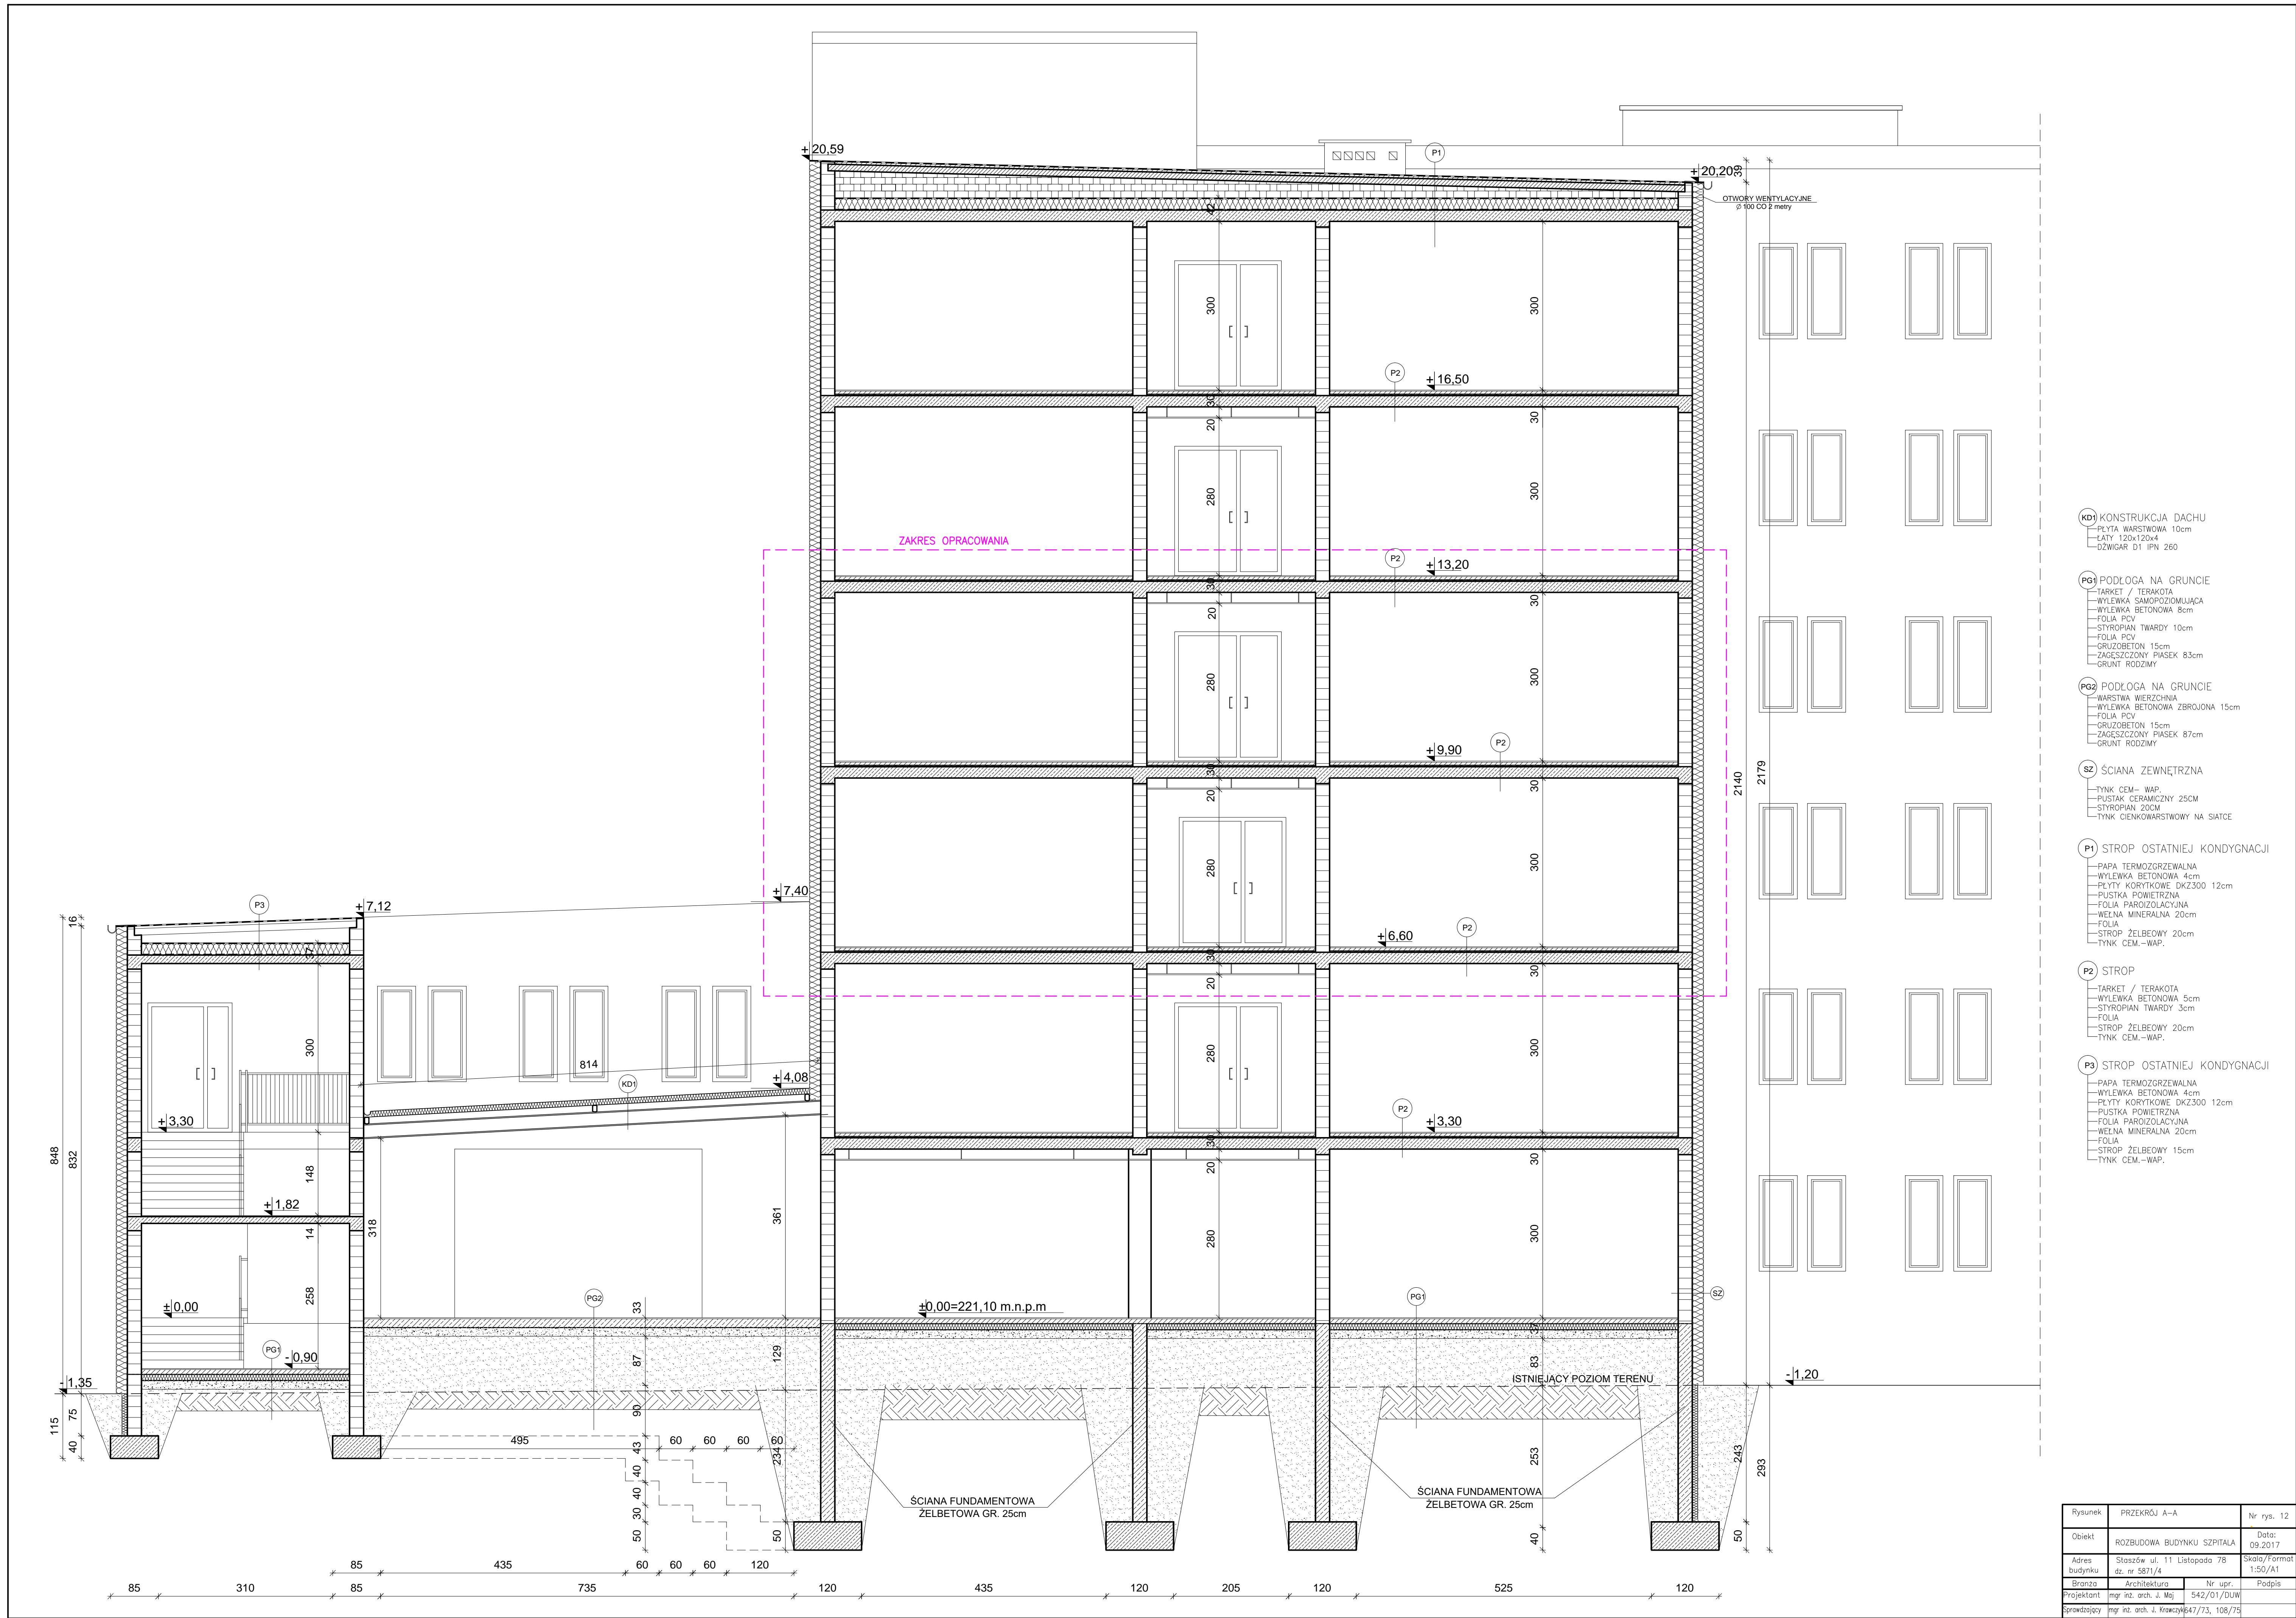 + 20,59
P1
+ 20,20
39
OTWORY WENTYLACYJNE
Ø 100 CO 2 metry
42
300
300
P2
+ 16,50
30
30
20
280
300
ZAKRES OPRACOWANIA
P2
+ 13,20
30
30
20
280
300
P2
+ 9,90
30
30
20
2140
2179
280
300
+ 7,40
P3
+ 7,12
16
P2
+ 6,60
37
30
30
20
300
280
300
814
KD1
+ 4,08
P2
+ 3,30
+ 3,30
848
832
148
30
30
20
+ 1,82
14
318
361
280
300
258
± 0,00
PG2
33
±0,00=221,10 m.n.p.m
PG1
SZ
PG1
- 0,90
87
129
37
83
- 1,35
ISTNIEJĄCY POZIOM TERENU
- 1,20
115
75
40
90
495
60
60
60
60
43
234
40
40
30
50
50
253
40
243
293
50
ŚCIANA FUNDAMENTOWA
ŻELBETOWA GR. 25cm
ŚCIANA FUNDAMENTOWA
ŻELBETOWA GR. 25cm
85
435
60
60
60
120
85
310
85
735
120
435
120
205
120
525
120
KD1 KONSTRUKCJA DACHU
PŁYTA WARSTWOWA 10cm
ŁATY 120x120x4
DŹWIGAR D1 IPN 260
PG1 PODŁOGA NA GRUNCIE
TARKET / TERAKOTA
WYLEWKA SAMOPOZIOMUJĄCA
WYLEWKA BETONOWA 8cm
FOLIA PCV
STYROPIAN TWARDY 10cm
FOLIA PCV
GRUZOBETON 15cm
ZAGĘSZCZONY PIASEK 83cm
GRUNT RODZIMY
PG2 PODŁOGA NA GRUNCIE
WARSTWA WIERZCHNIA
WYLEWKA BETONOWA ZBROJONA 15cm
FOLIA PCV
GRUZOBETON 15cm
ZAGĘSZCZONY PIASEK 87cm
GRUNT RODZIMY
SZ ŚCIANA ZEWNĘTRZNA
TYNK CEM- WAP.
PUSTAK CERAMICZNY 25CM
STYROPIAN 20CM
TYNK CIENKOWARSTWOWY NA SIATCE
P1 STROP OSTATNIEJ KONDYGNACJI
PAPA TERMOZGRZEWALNA
WYLEWKA BETONOWA 4cm
PŁYTY KORYTKOWE DKZ300 12cm
PUSTKA POWIETRZNA
FOLIA PAROIZOLACYJNA
WEŁNA MINERALNA 20cm
FOLIA
STROP ŻELBEOWY 20cm
TYNK CEM.-WAP.
P2 STROP
TARKET / TERAKOTA
WYLEWKA BETONOWA 5cm
STYROPIAN TWARDY 3cm
FOLIA
STROP ŻELBEOWY 20cm
TYNK CEM.-WAP.
P3 STROP OSTATNIEJ KONDYGNACJI
PAPA TERMOZGRZEWALNA
WYLEWKA BETONOWA 4cm
PŁYTY KORYTKOWE DKZ300 12cm
PUSTKA POWIETRZNA
FOLIA PAROIZOLACYJNA
WEŁNA MINERALNA 20cm
FOLIA
STROP ŻELBEOWY 15cm
TYNK CEM.-WAP.
Rysunek PRZEKRÓJ A-A Nr rys. 12
Obiekt ROZBUDOWA BUDYNKU SZPITALA Data: 09.2017
Adres budynku Staszów ul. 11 Listopada 78 dz. nr 5871/4 Skala/Format 1:50/A1
Branża Architektura Nr upr. Podpis
Projektant mgr inż. arch. J. Maj 542/01/DUW
Sprawdzający mgr inż. arch. J. Krawczyk 647/73, 108/75